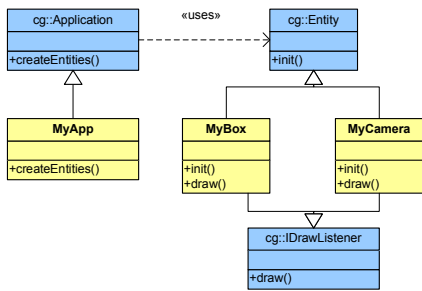 cg::Application
+createEntities()
«uses»
cg::Entity
+init()
MyApp
+createEntities()
MyBox
+init()
+draw()
MyCamera
+init()
+draw()
cg::IDrawListener
+draw()